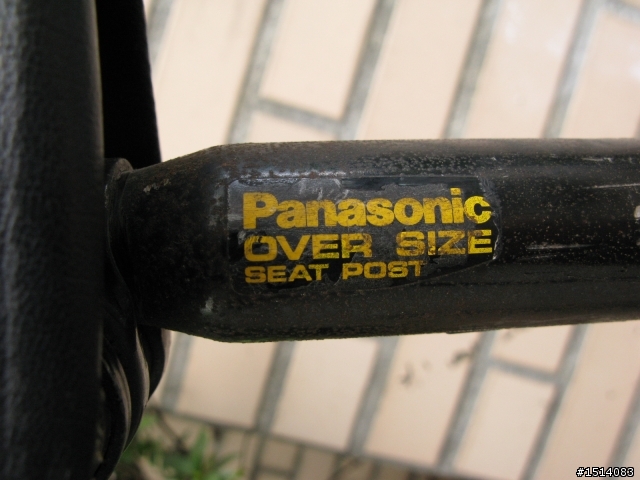 Panasonic
OVER SIZE
SEAT POST
#1514083